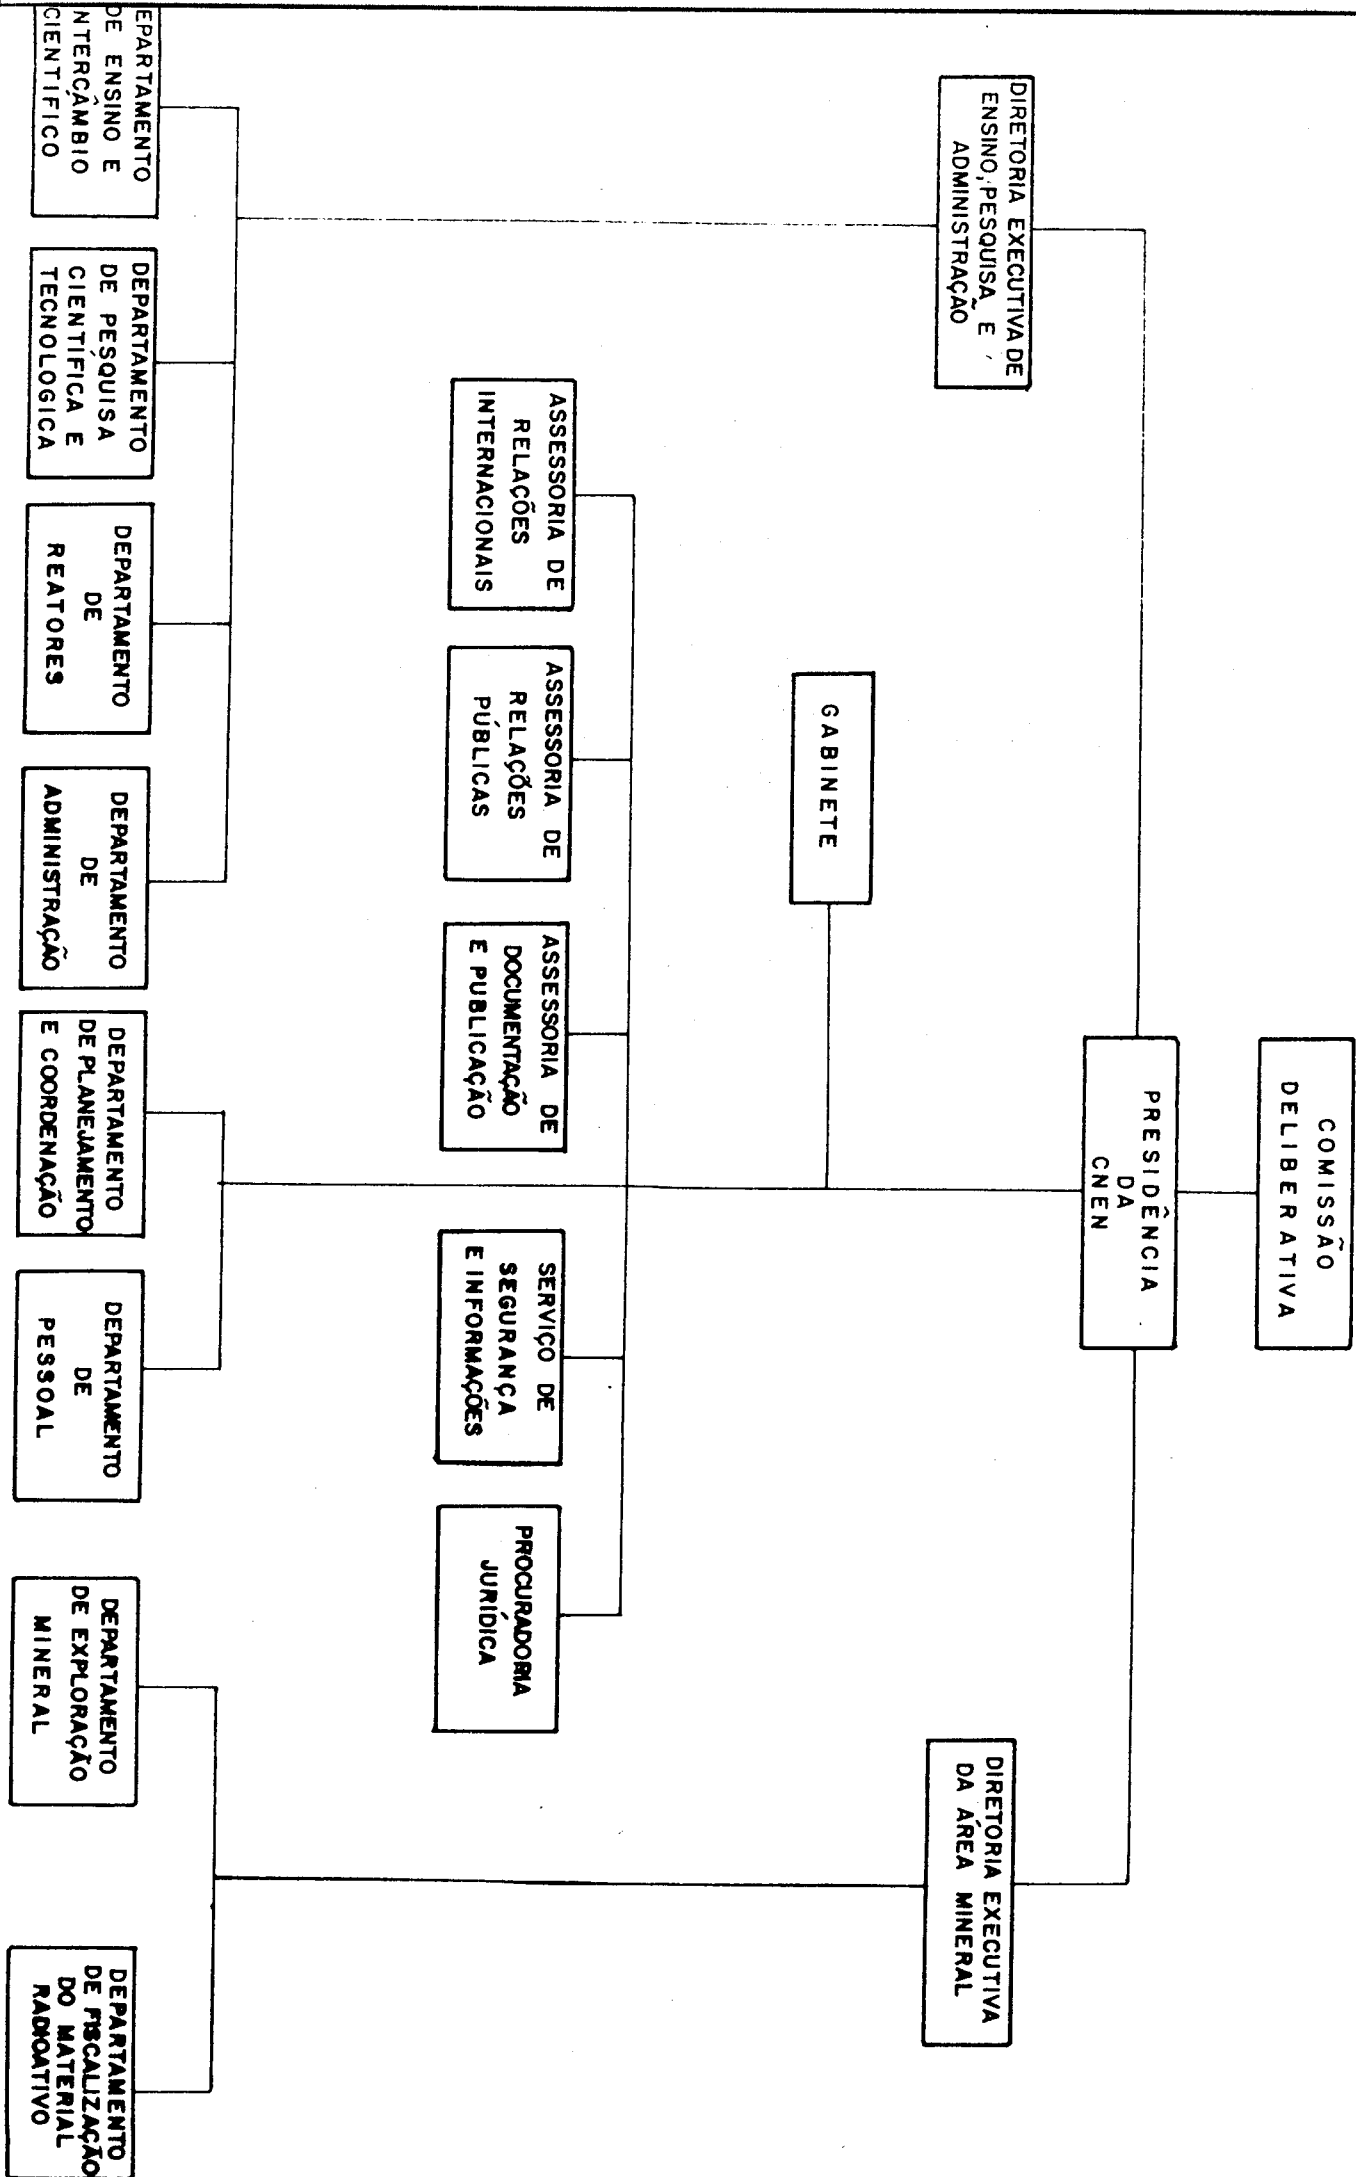 COMISSÃO
DELIBERATIVA
PRESIDÊNCIA
DA
CNEN
DIRETORIA EXECUTIVA DE
ENSINO, PESQUISA E
ADMINISTRAÇÃO
DIRETORIA EXECUTIVA
DA ÁREA MINERAL
GABINETE
ASSESSORIA DE
RELAÇÕES
INTERNACIONAIS
ASSESSORIA DE
RELAÇÕES
PÚBLICAS
ASSESSORIA DE
DOCUMENTAÇÃO
E PUBLICAÇÃO
SERVIÇO DE
SEGURANÇA
E INFORMAÇÕES
PROCURADORIA
JURÍDICA
EPARTAMENTO
DE ENSINO E
NTERCÂMBIO
CIENTIFICO
DEPARTAMENTO
DE PESQUISA
CIENTÍFICA E
TECNOLOGICA
DEPARTAMENTO
DE
REATORES
DEPARTAMENTO
DE
ADMINISTRAÇÃO
DEPARTAMENTO
DE PLANEJAMENTO
E COORDENAÇÃO
DEPARTAMENTO
DE
PESSOAL
DEPARTAMENTO
DE EXPLORAÇÃO
MINERAL
DEPARTAMENTO
DE FISCALIZAÇÃO
DO MATERIAL
RADIOATIVO